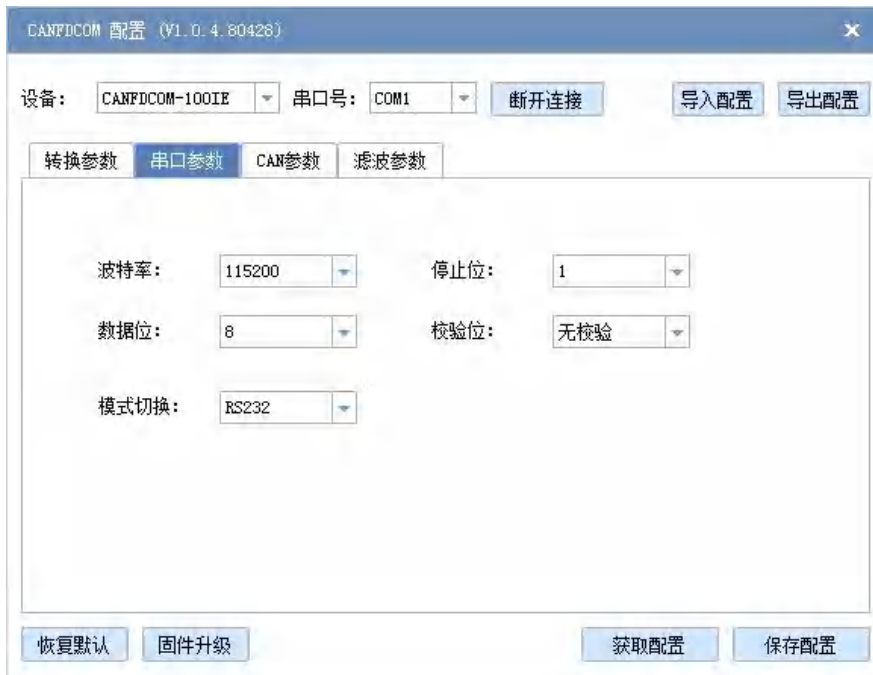 CANFDCOM 配置 (V1.0.4.80428)
设备: CANFDCOM-100IE 串口号: COM1 断开连接 导入配置 导出配置
转换参数 串口参数 CAN参数 滤波参数
波特率: 115200 停止位: 1
数据位: 8 校验位: 无校验
模式切换: RS232
恢复默认 固件升级 获取配置 保存配置